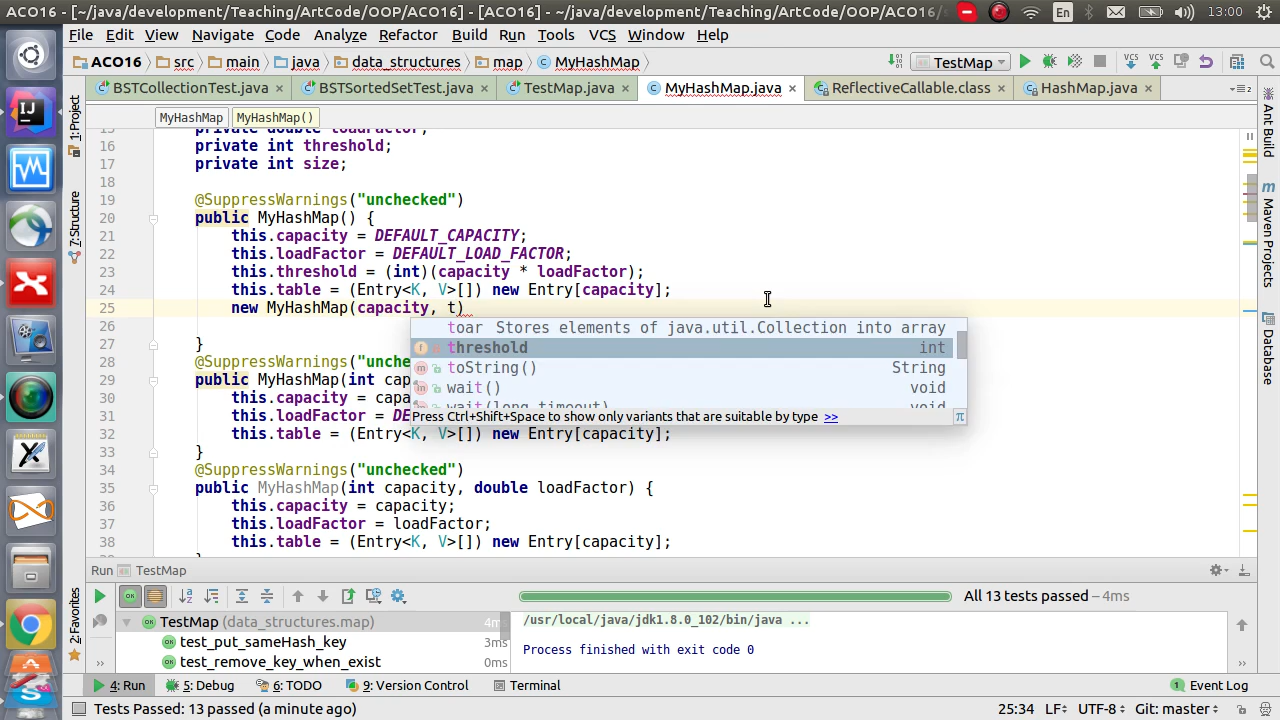 ACO16 - [~/java/development/Teaching/ArtCode/OOP/ACO16] - [ACO16] - ~/java/development/Teaching/ArtCode/OOP/ACO16/s
En
13:00
File Edit View Navigate Code Analyze Refactor Build Run Tools VCS Window Help
ACO16 src main java data_structures map MyHashMap
TestMap
VCS VCS
BSTCollectionTest.java BSTSortedSetTest.java TestMap.java MyHashMap.java ReflectiveCallable.class HashMap.java
MyHashMap MyHashMap()
1: Project
7: Structure
2: Favorites
Ant Build
Maven Projects
Database
private double loadFactor;
16 private int threshold;
17 private int size;
18
19 @SuppressWarnings("unchecked")
20 public MyHashMap() {
21 this.capacity = DEFAULT_CAPACITY;
22 this.loadFactor = DEFAULT_LOAD_FACTOR;
23 this.threshold = (int)(capacity * loadFactor);
24 this.table = (Entry<K, V>[]) new Entry[capacity];
25 new MyHashMap(capacity, t)
26
27 }
28 @SuppressWarnings("unche
29 public MyHashMap(int cap
30 this.capacity = capa
31 this.loadFactor = DE
32 this.table = (Entry<K, V>[]) new Entry[capacity];
33 }
34 @SuppressWarnings("unchecked")
35 public MyHashMap(int capacity, double loadFactor) {
36 this.capacity = capacity;
37 this.loadFactor = loadFactor;
38 this.table = (Entry<K, V>[]) new Entry[capacity];
toar Stores elements of java.util.Collection into array
threshold int
toString() String
wait() void
wait(long timeout) void
Press Ctrl+Shift+Space to show only variants that are suitable by type >>
Run TestMap
All 13 tests passed – 4ms
TestMap (data_structures.map) 4ms
test_put_sameHash_key 3ms
test_remove_key_when_exist 0ms
/usr/local/java/jdk1.8.0_102/bin/java ...
Process finished with exit code 0
4: Run 5: Debug 6: TODO 9: Version Control Terminal
1 Event Log
Tests Passed: 13 passed (a minute ago)
25:34 LF UTF-8 Git: master